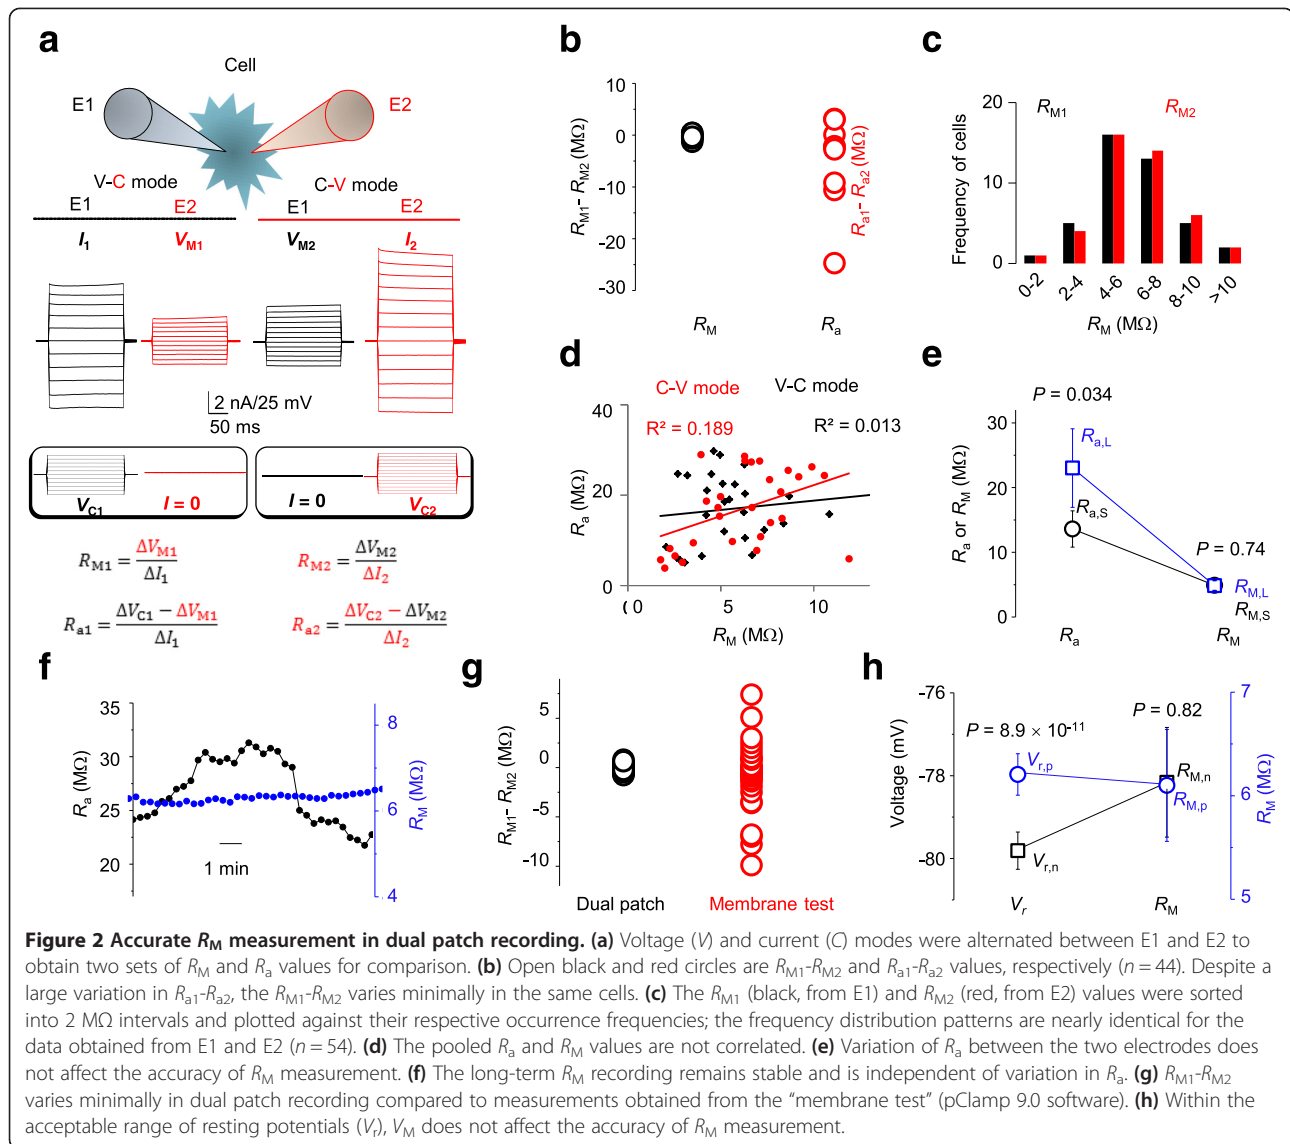 a
Cell
E1
E2
V-C mode
C-V mode
E1
E2
E1
E2
I1
VM1
VM2
I2
2 nA/25 mV
50 ms
VC1
I = 0
I = 0
VC2
RM1 = ΔVM1 / ΔI1
RM2 = ΔVM2 / ΔI2
Ra1 = ΔVC1 − ΔVM1 / ΔI1
Ra2 = ΔVC2 − ΔVM2 / ΔI2
b
RM1- RM2 (MΩ)
10
0
-10
-20
-30
Ra1- Ra2 (MΩ)
RM
Ra
c
Frequency of cells
20
10
0
RM1
RM2
0-2
2-4
4-6
6-8
8-10
>10
RM (MΩ)
d
C-V mode
V-C mode
R² = 0.189
R² = 0.013
Ra (MΩ)
40
20
0
( 0
5
10
RM (MΩ)
e
P = 0.034
Ra or RM (MΩ)
30
20
10
0
Ra,L
Ra,S
P = 0.74
RM,L
RM,S
Ra
RM
f
Ra (MΩ)
35
30
25
20
1 min
8
6
4
RM (MΩ)
g
RM1- RM2 (MΩ)
5
0
-5
-10
Dual patch
Membrane test
h
Voltage (mV)
-76
-78
-80
P = 8.9 × 10-11
P = 0.82
Vr,p
Vr,n
RM,n
RM,p
7
6
5
RM (MΩ)
Vr
RM
Figure 2 Accurate RM measurement in dual patch recording. (a) Voltage (V) and current (C) modes were alternated between E1 and E2 to
obtain two sets of RM and Ra values for comparison. (b) Open black and red circles are RM1-RM2 and Ra1-Ra2 values, respectively (n = 44). Despite a
large variation in Ra1-Ra2, the RM1-RM2 varies minimally in the same cells. (c) The RM1 (black, from E1) and RM2 (red, from E2) values were sorted
into 2 MΩ intervals and plotted against their respective occurrence frequencies; the frequency distribution patterns are nearly identical for the
data obtained from E1 and E2 (n = 54). (d) The pooled Ra and RM values are not correlated. (e) Variation of Ra between the two electrodes does
not affect the accuracy of RM measurement. (f) The long-term RM recording remains stable and is independent of variation in Ra. (g) RM1-RM2
varies minimally in dual patch recording compared to measurements obtained from the “membrane test” (pClamp 9.0 software). (h) Within the
acceptable range of resting potentials (Vr), VM does not affect the accuracy of RM measurement.